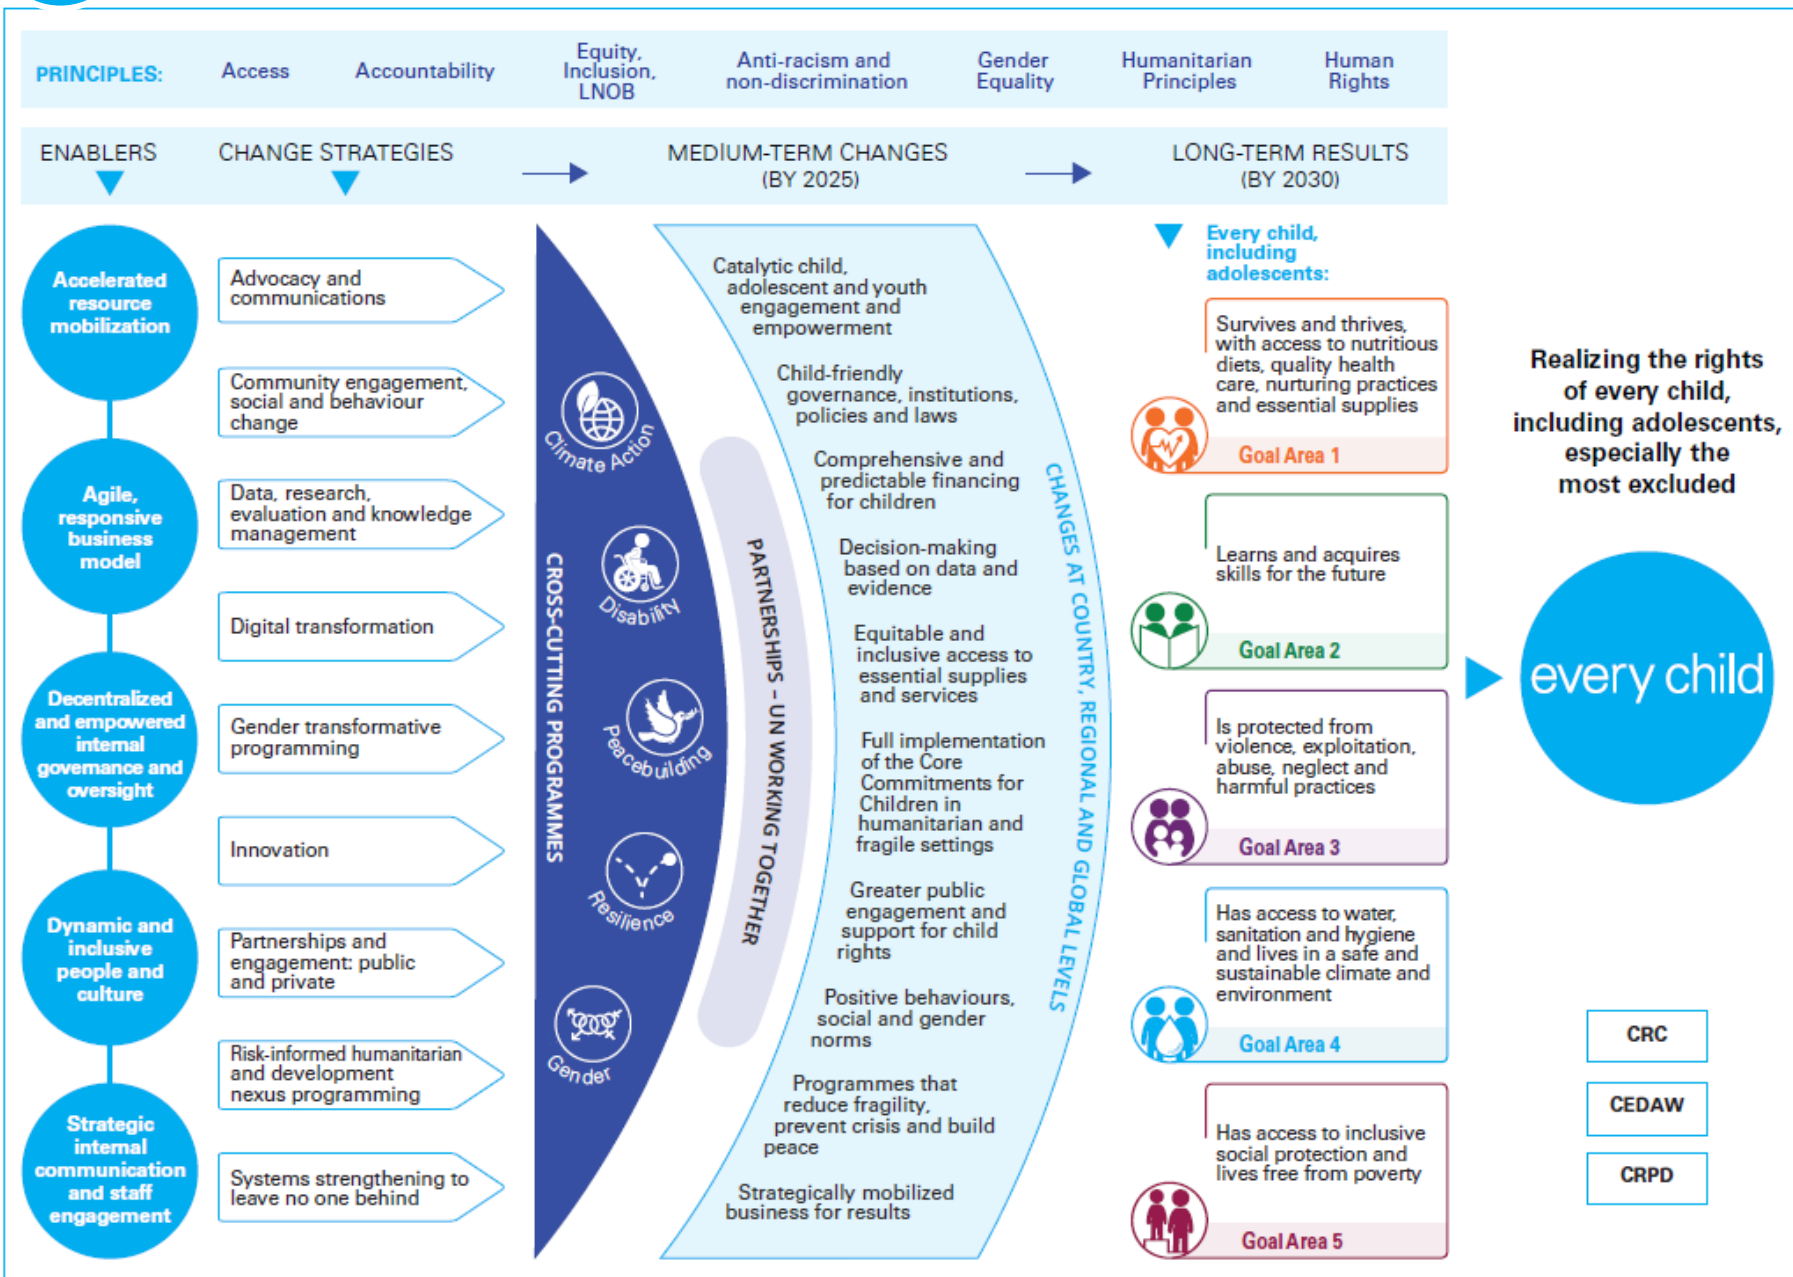 PRINCIPLES:
Access
Accountability
Equity,
Inclusion,
LNOB
Anti-racism and
non-discrimination
Gender
Equality
Humanitarian
Principles
Human
Rights
ENABLERS
CHANGE STRATEGIES
MEDIUM-TERM CHANGES
(BY 2025)
LONG-TERM RESULTS
(BY 2030)
Accelerated
resource
mobilization
Agile,
responsive
business
model
Decentralized
and empowered
internal
governance and
oversight
Dynamic and
inclusive
people and
culture
Strategic
internal
communication
and staff
engagement
Advocacy and
communications
Community engagement,
social and behaviour
change
Data, research,
evaluation and knowledge
management
Digital transformation
Gender transformative
programming
Innovation
Partnerships and
engagement: public
and private
Risk-informed humanitarian
and development
nexus programming
Systems strengthening to
leave no one behind
CROSS-CUTTING PROGRAMMES
Climate Action
Disability
Peacebuilding
Resilience
Gender
PARTNERSHIPS – UN WORKING TOGETHER
Catalytic child,
adolescent and youth
engagement and
empowerment
Child-friendly
governance, institutions,
policies and laws
Comprehensive and
predictable financing
for children
Decision-making
based on data and
evidence
Equitable and
inclusive access to
essential supplies
and services
Full implementation
of the Core
Commitments for
Children in
humanitarian and
fragile settings
Greater public
engagement and
support for child
rights
Positive behaviours,
social and gender
norms
Programmes that
reduce fragility,
prevent crisis and build
peace
Strategically mobilized
business for results
CHANGES AT COUNTRY, REGIONAL AND GLOBAL LEVELS
Every child,
including
adolescents:
Survives and thrives,
with access to nutritious
diets, quality health
care, nurturing practices
and essential supplies
Goal Area 1
Learns and acquires
skills for the future
Goal Area 2
Is protected from
violence, exploitation,
abuse, neglect and
harmful practices
Goal Area 3
Has access to water,
sanitation and hygiene
and lives in a safe and
sustainable climate and
environment
Goal Area 4
Has access to inclusive
social protection and
lives free from poverty
Goal Area 5
Realizing the rights
of every child,
including adolescents,
especially the
most excluded
every child
CRC
CEDAW
CRPD